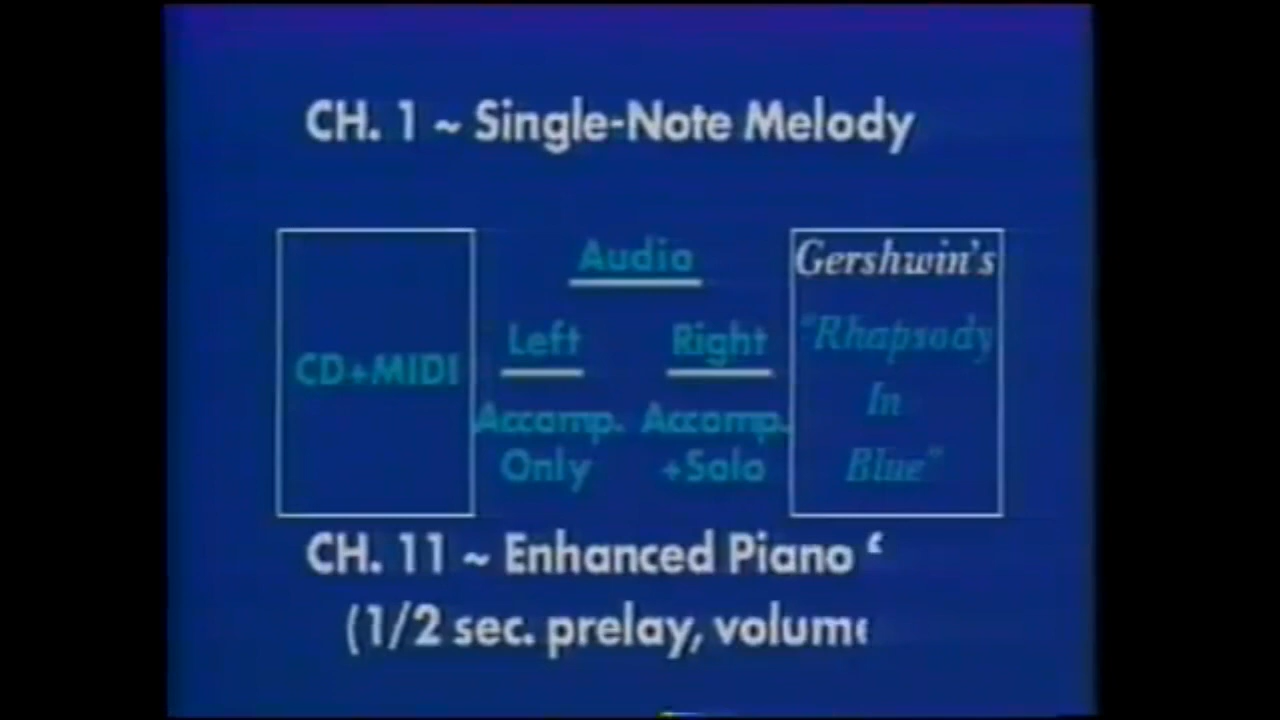 CH. 1 ~ Single-Note Melody
Audio
Left Right
CD+MIDI
Accomp. Accomp.
Only +Solo
Gershwin's
"Rhapsody
In
Blue"
CH. 11 ~ Enhanced Piano ‘
(1/2 sec. prelay, volume